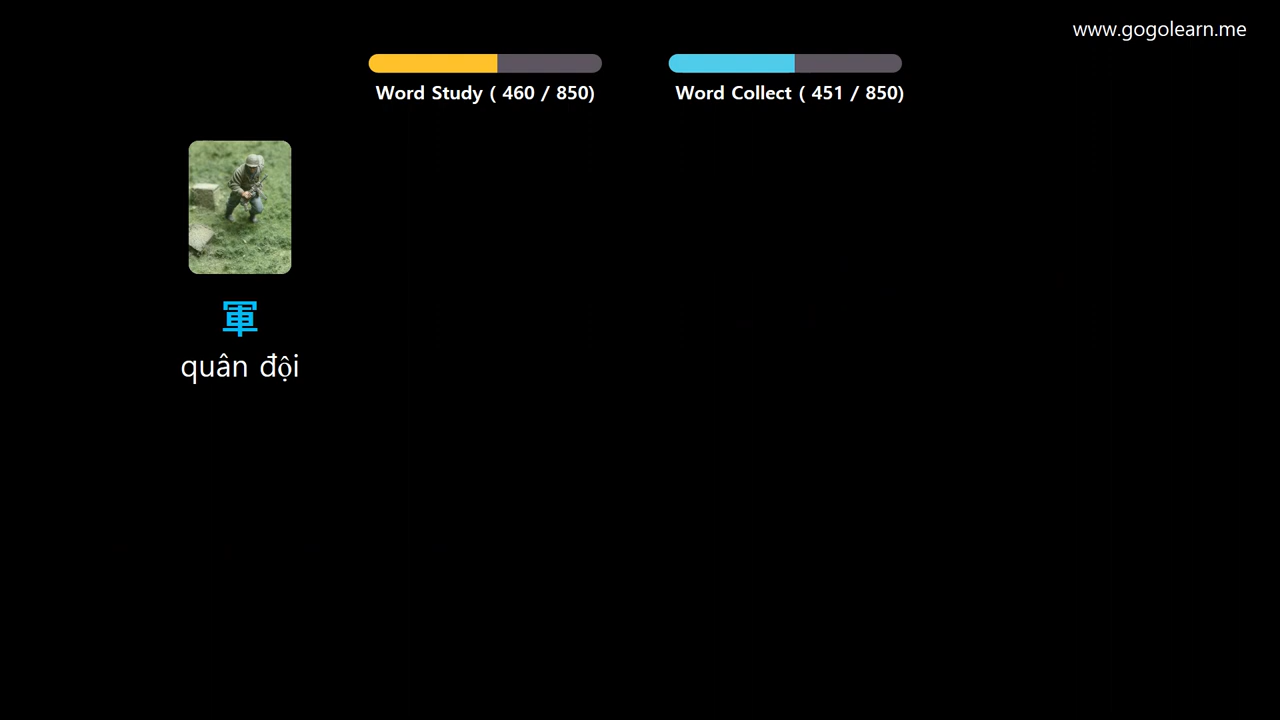 www.gogolearn.me
Word Study ( 460 / 850)
Word Collect ( 451 / 850)
軍
quân đội